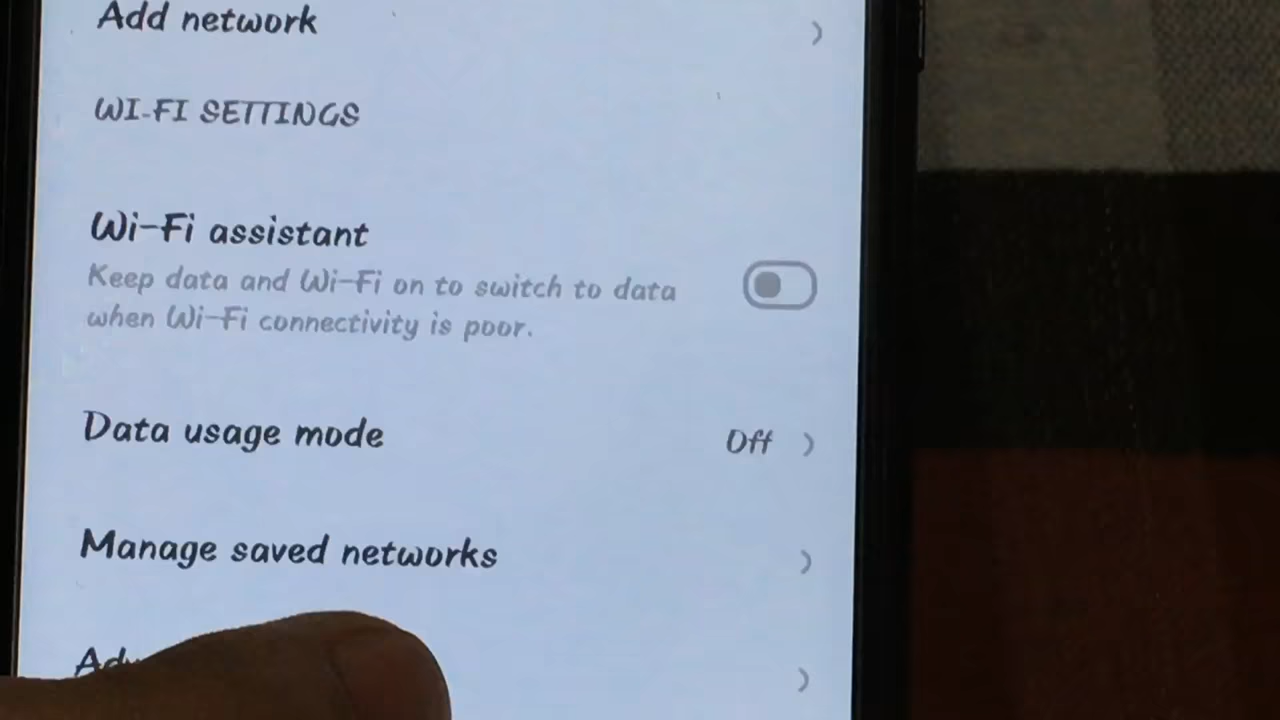 Add network
WI-FI SETTINGS
Wi-Fi assistant
Keep data and Wi-Fi on to switch to data
when Wi-Fi connectivity is poor.
Data usage mode
Off
Manage saved networks